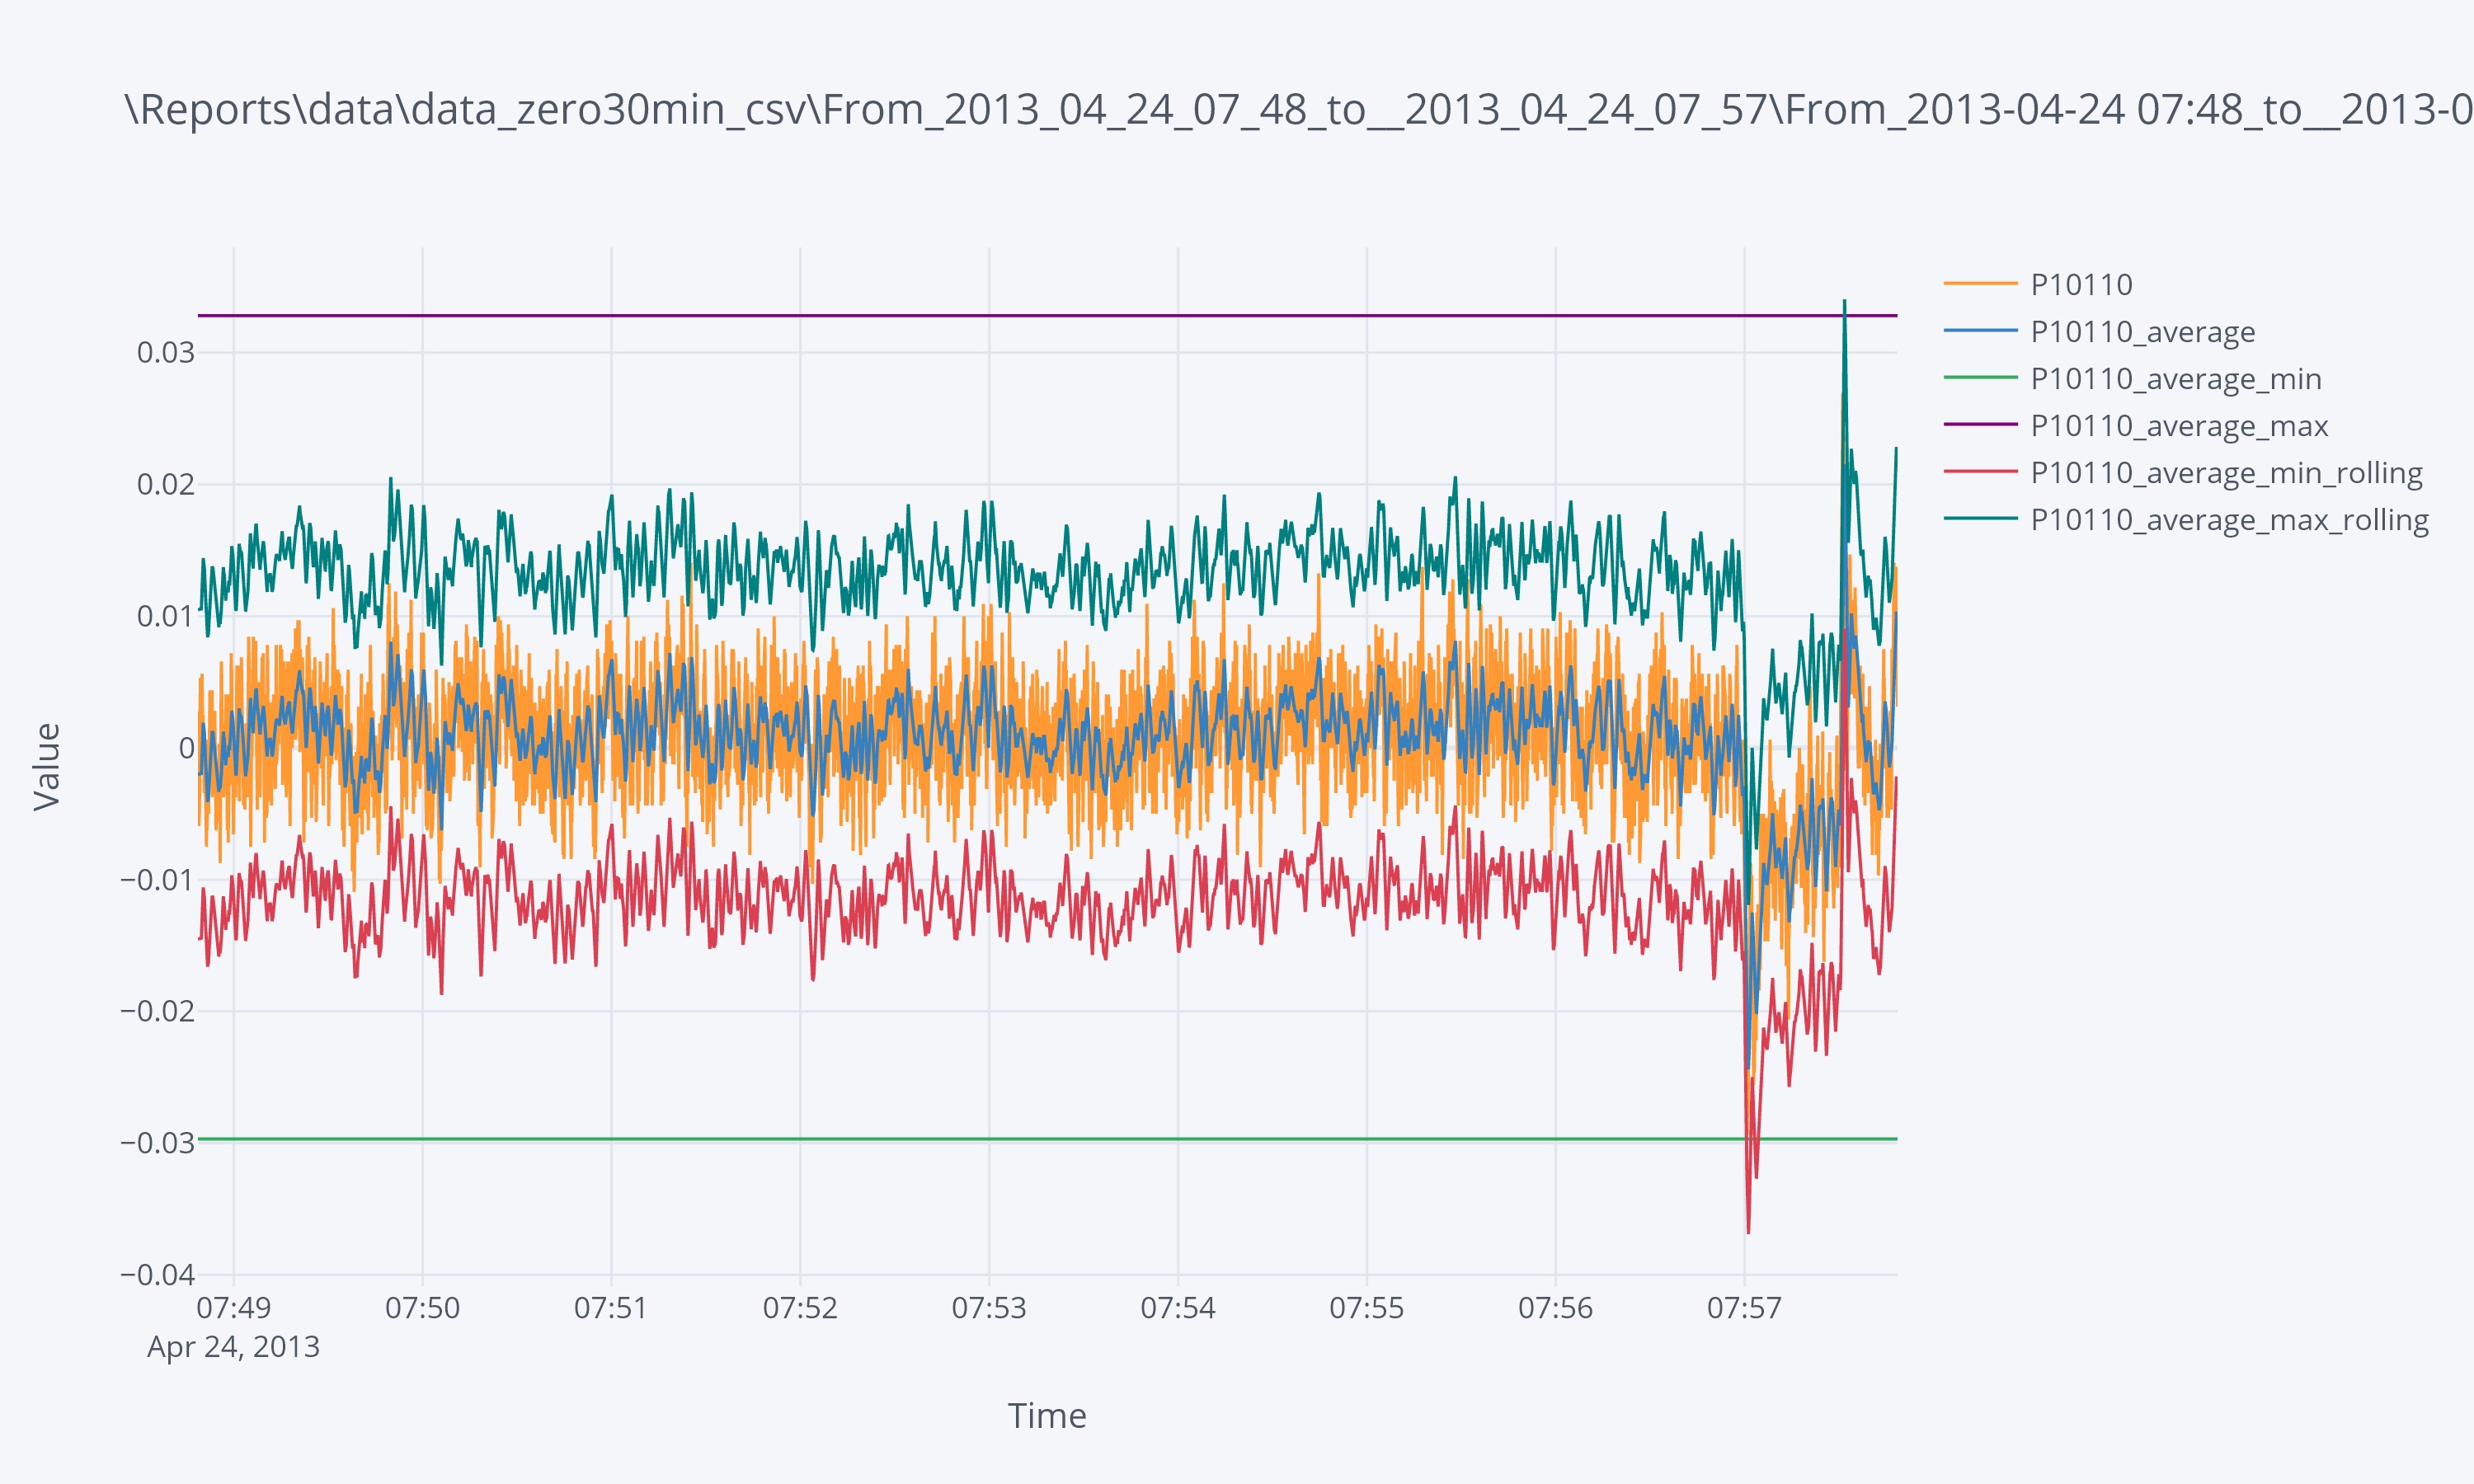 \Reports\data\data_zero30min_csv\From_2013_04_24_07_48_to__2013_04_24_07_57\From_2013-04-24 07:48_to__2013-0
P10110
P10110_average
P10110_average_min
P10110_average_max
P10110_average_min_rolling
P10110_average_max_rolling
0.03
0.02
0.01
0
−0.01
−0.02
−0.03
−0.04
Value
07:49 07:50 07:51 07:52 07:53 07:54 07:55 07:56 07:57
Apr 24, 2013
Time